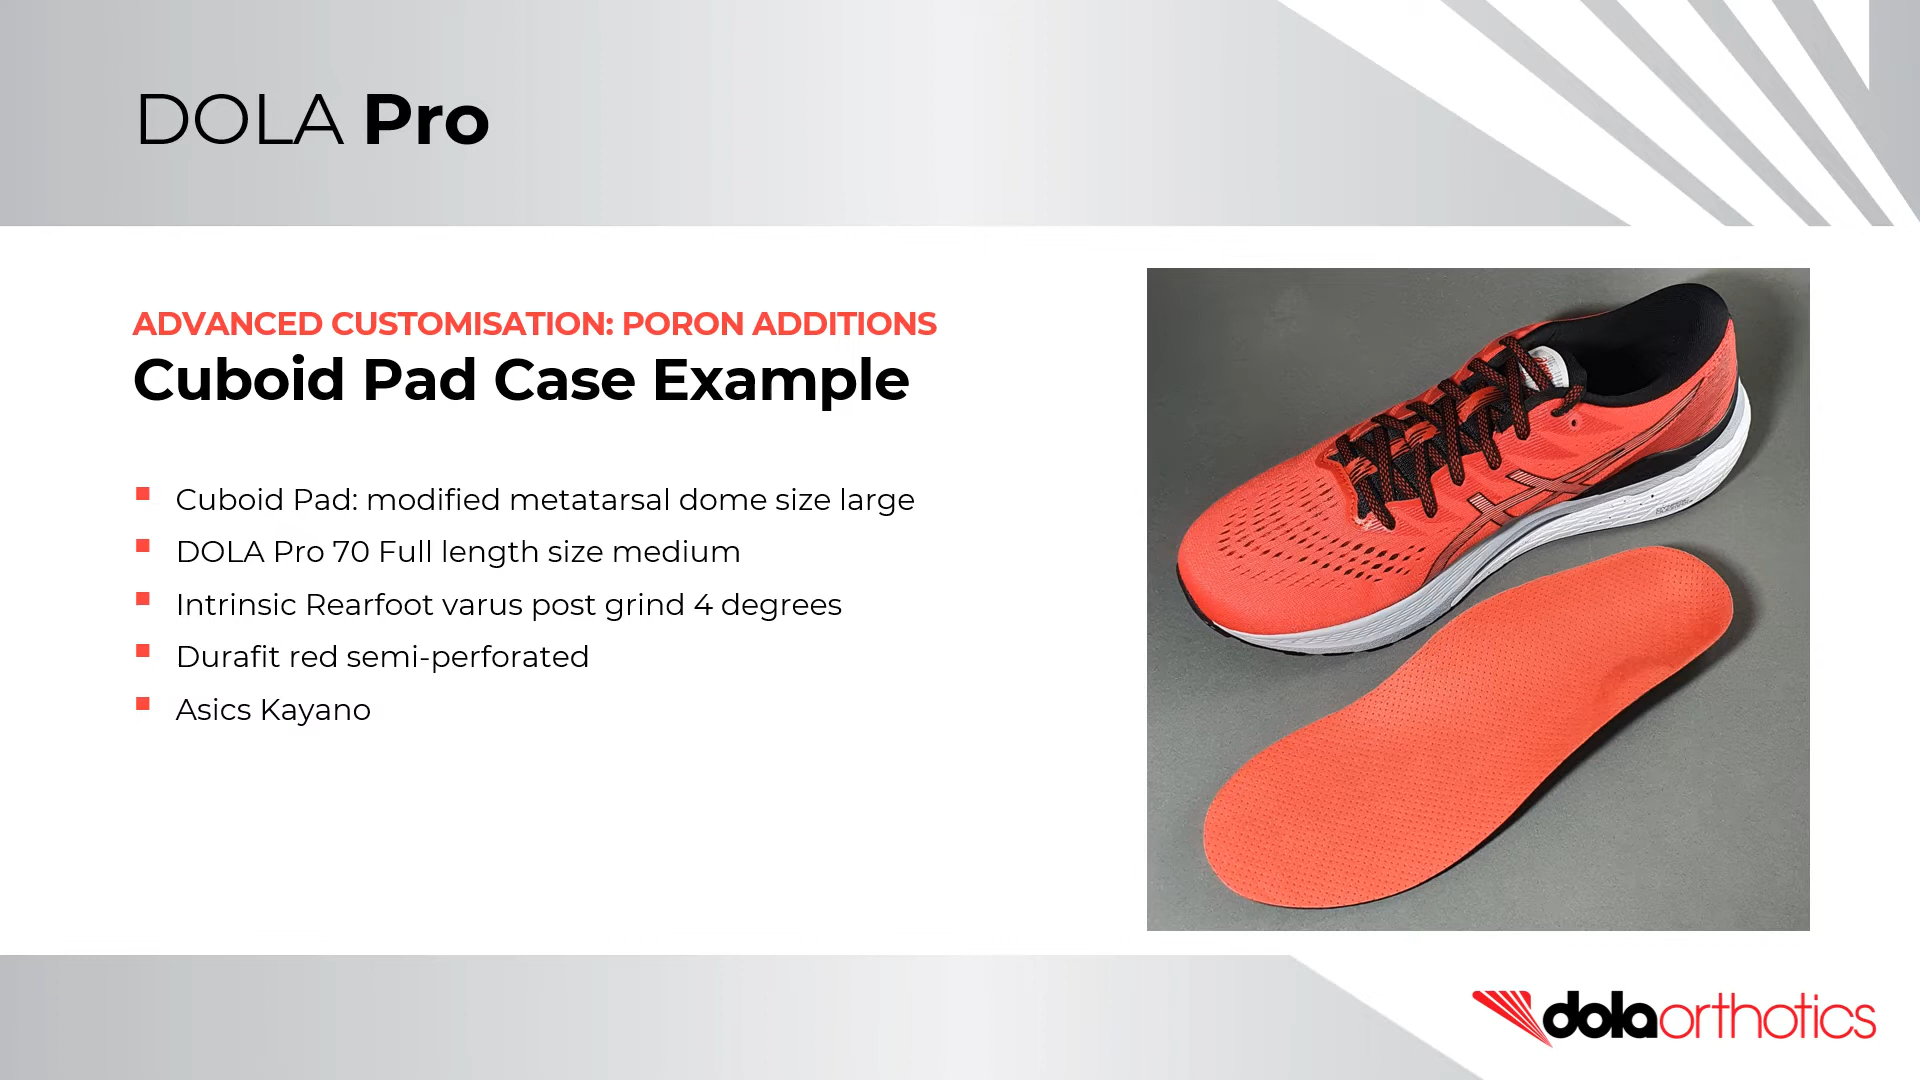 DOLA Pro
ADVANCED CUSTOMISATION: PORON ADDITIONS
Cuboid Pad Case Example
Cuboid Pad: modified metatarsal dome size large
DOLA Pro 70 Full length size medium
Intrinsic Rearfoot varus post grind 4 degrees
Durafit red semi-perforated
Asics Kayano
dolaorthotics